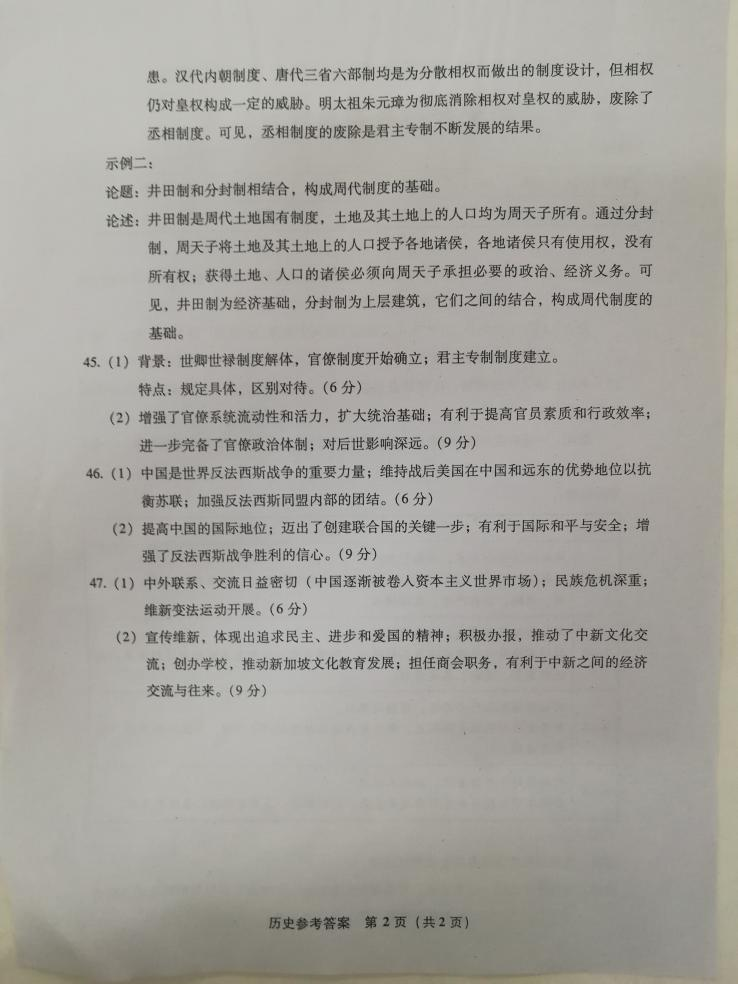 患。汉代内朝制度、唐代三省六部制均是为分散相权而做出的制度设计，但相权
仍对皇权构成一定的威胁。明太祖朱元璋为彻底消除相权对皇权的威胁，废除了
丞相制度。可见，丞相制度的废除是君主专制不断发展的结果。
示例二：
论题：井田制和分封制相结合，构成周代制度的基础。
论述：井田制是周代土地国有制度，土地及其土地上的人口均为周天子所有。通过分封
制，周天子将土地及其土地上的人口授予各地诸侯，各地诸侯只有使用权，没有
所有权；获得土地、人口的诸侯必须向周天子承担必要的政治、经济义务。可
见，井田制为经济基础，分封制为上层建筑，它们之间的结合，构成周代制度的
基础。
45.（1）背景：世卿世禄制度解体，官僚制度开始确立；君主专制制度建立。
特点：规定具体，区别对待。（6 分）
（2）增强了官僚系统流动性和活力，扩大统治基础；有利于提高官员素质和行政效率；
进一步完备了官僚政治体制；对后世影响深远。（9 分）
46.（1）中国是世界反法西斯战争的重要力量；维持战后美国在中国和远东的优势地位以抗
衡苏联；加强反法西斯同盟内部的团结。（6 分）
（2）提高中国的国际地位；迈出了创建联合国的关键一步；有利于国际和平与安全；增
强了反法西斯战争胜利的信心。（9 分）
47.（1）中外联系、交流日益密切（中国逐渐被卷人资本主义世界市场）；民族危机深重；
维新变法运动开展。（6 分）
（2）宣传维新，体现出追求民主、进步和爱国的精神；积极办报，推动了中新文化交
流；创办学校，推动新加坡文化教育发展；担任商会职务，有利于中新之间的经济
交流与往来。（9 分）
历史参考答案 第 2 页（共 2 页）